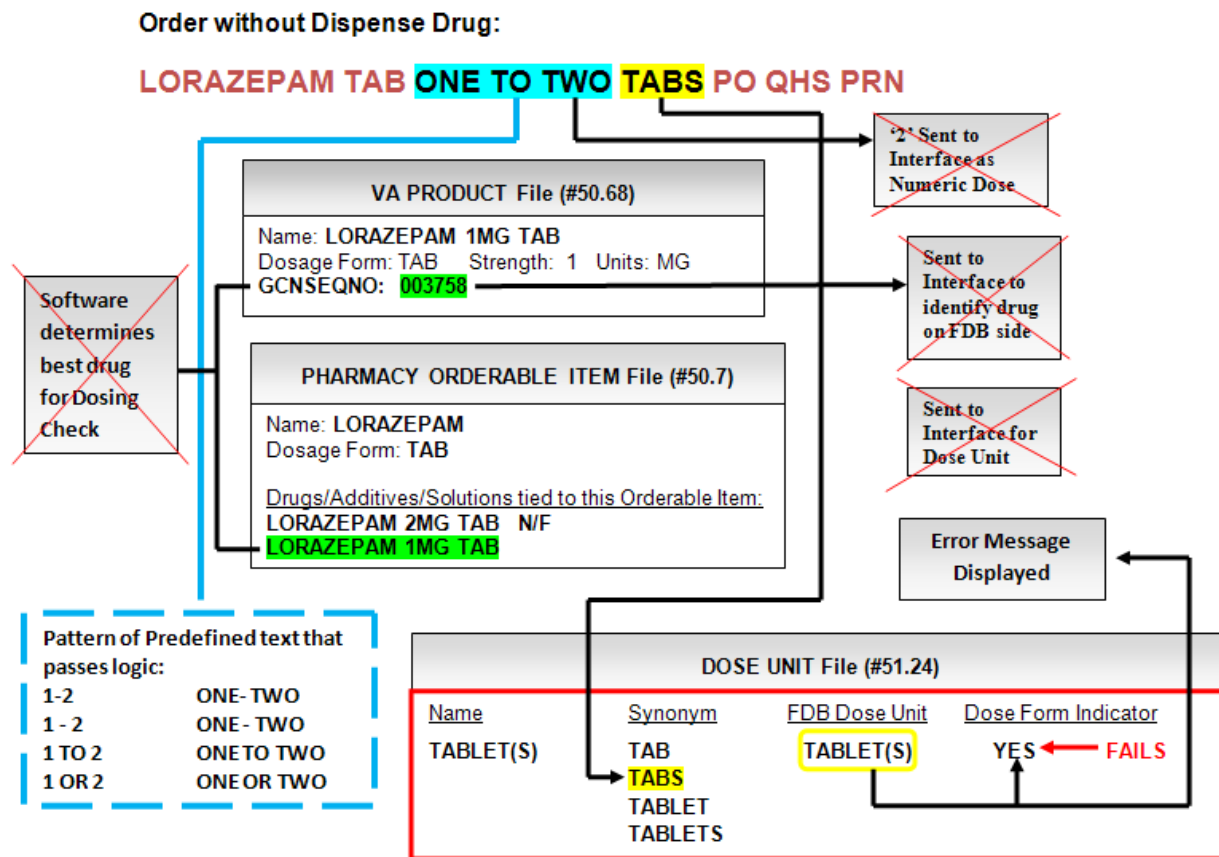 Order without Dispense Drug:
LORAZEPAM TAB ONE TO TWO TABS PO QHS PRN
‘2’ Sent to
Interface as
Numeric Dose
VA PRODUCT File (#50.68)
Name: LORAZEPAM 1MG TAB
Dosage Form: TAB Strength: 1 Units: MG
GCNSEQNO: 003758
Sent to
Interface to
identify drug
on FDB side
Software
determines
best drug
for Dosing
Check
PHARMACY ORDERABLE ITEM File (#50.7)
Name: LORAZEPAM
Dosage Form: TAB
Drugs/Additives/Solutions tied to this Orderable Item:
LORAZEPAM 2MG TAB N/F
LORAZEPAM 1MG TAB
Sent to
Interface for
Dose Unit
Error Message
Displayed
Pattern of Predefined text that
passes logic:
1-2 ONE- TWO
1 - 2 ONE - TWO
1 TO 2 ONE TO TWO
1 OR 2 ONE OR TWO
DOSE UNIT File (#51.24)
Name Synonym FDB Dose Unit Dose Form Indicator
TABLET(S) TAB TABLET(S) YES FAILS
TABS
TABLET
TABLETS